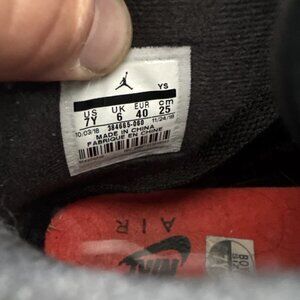 YS
US UK EUR cm
7Y 6 40 25
10/03/18 384665-060 11/24/18
MADE IN CHINA
FABRIQUE EN CHINE
AIR
NIKE